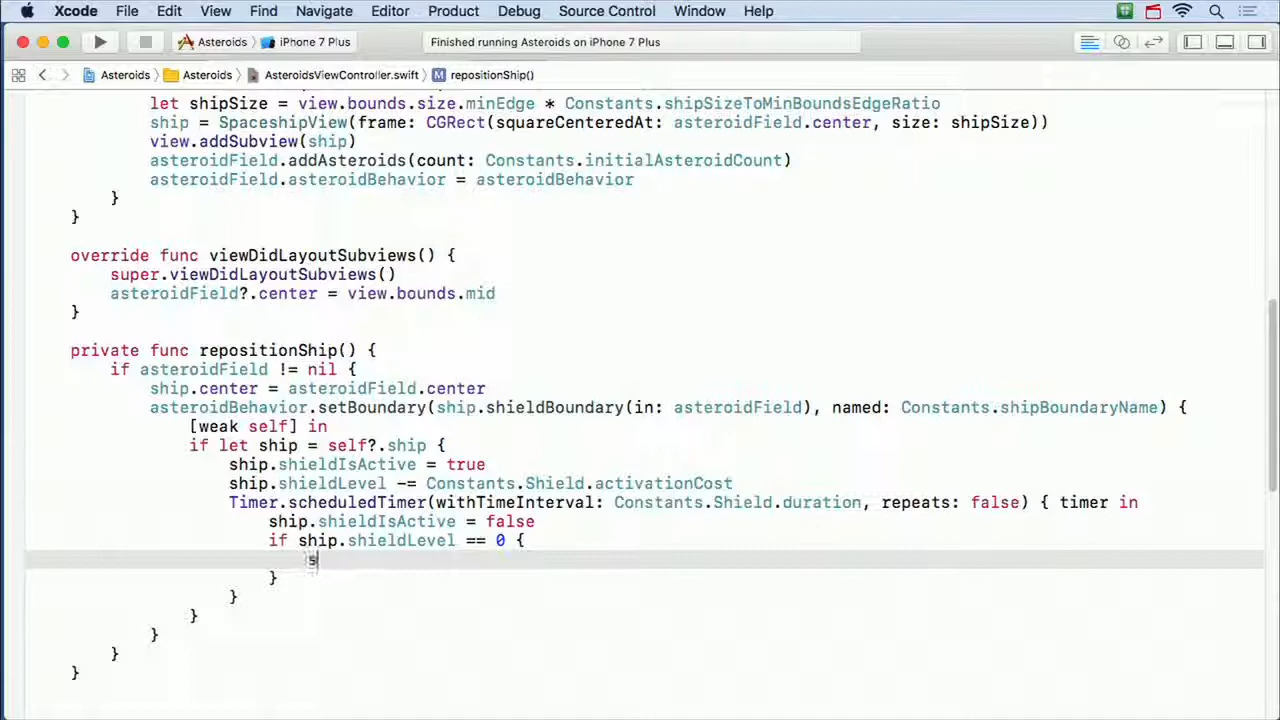 Xcode File Edit View Find Navigate Editor Product Debug Source Control Window Help
Asteroids iPhone 7 Plus Finished running Asteroids on iPhone 7 Plus
Asteroids Asteroids AsteroidsViewController.swift M repositionShip()
let shipSize = view.bounds.size.minEdge * Constants.shipSizeToMinBoundsEdgeRatio
ship = SpaceshipView(frame: CGRect(squareCenteredAt: asteroidField.center, size: shipSize))
view.addSubview(ship)
asteroidField.addAsteroids(count: Constants.initialAsteroidCount)
asteroidField.asteroidBehavior = asteroidBehavior
}
}
override func viewDidLayoutSubviews() {
super.viewDidLayoutSubviews()
asteroidField?.center = view.bounds.mid
}
private func repositionShip() {
if asteroidField != nil {
ship.center = asteroidField.center
asteroidBehavior.setBoundary(ship.shieldBoundary(in: asteroidField), named: Constants.shipBoundaryName) {
[weak self] in
if let ship = self?.ship {
ship.shieldIsActive = true
ship.shieldLevel -= Constants.Shield.activationCost
Timer.scheduledTimer(withTimeInterval: Constants.Shield.duration, repeats: false) { timer in
ship.shieldIsActive = false
if ship.shieldLevel == 0 {
s
}
}
}
}
}
}